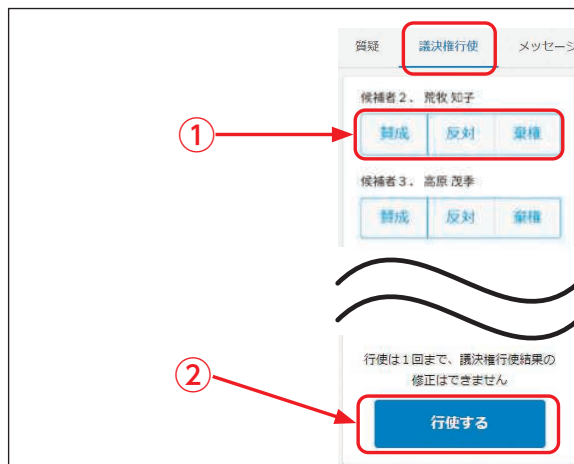 質疑 議決権行使 メッセージ
候補者2. 荒牧 知子
① 賛成 反対 棄権
候補者3. 高原 茂季
賛成 反対 棄権
行使は1回まで、議決権行使結果の
修正はできません
② 行使する